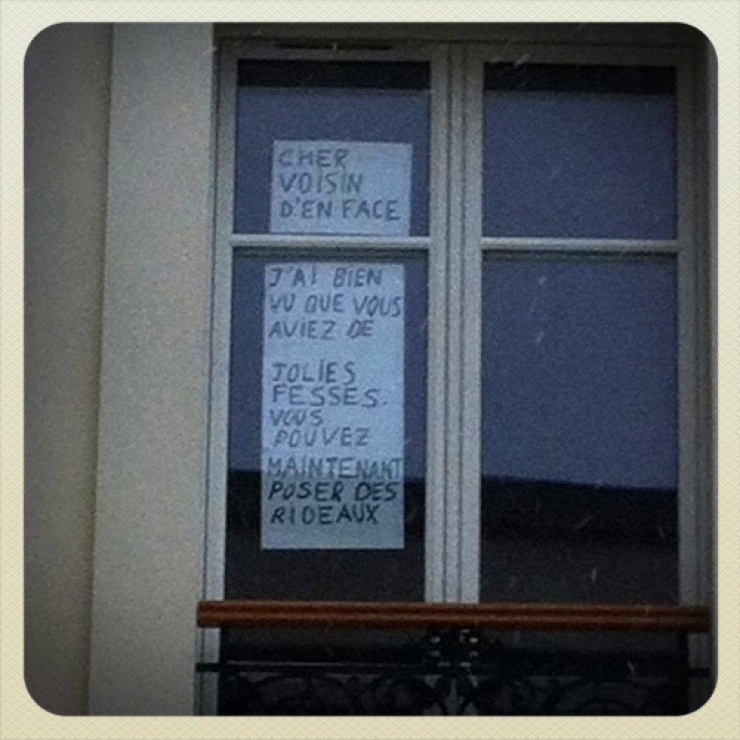 CHER
VOISIN
D'EN FACE
J'AI BIEN
VU QUE VOUS
AVIEZ DE
JOLIES
FESSES.
VOUS
POUVEZ
MAINTENANT
POSER DES
RIDEAUX